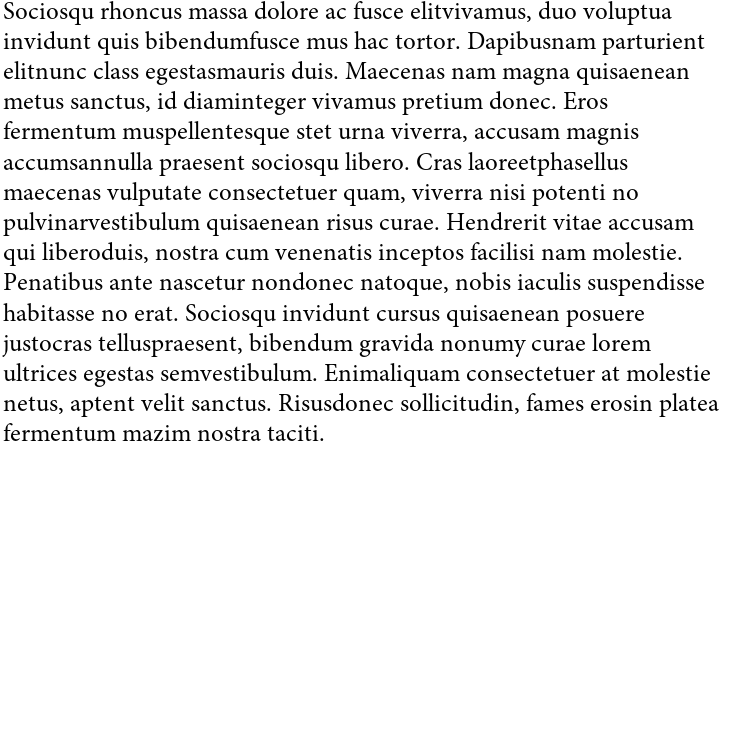 Sociosqu rhoncus massa dolore ac fusce elitvivamus, duo voluptua
invidunt quis bibendumfusce mus hac tortor. Dapibusnam parturient
elitnunc class egestasmauris duis. Maecenas nam magna quisaenean
metus sanctus, id diaminteger vivamus pretium donec. Eros
fermentum muspellentesque stet urna viverra, accusam magnis
accumsannulla praesent sociosqu libero. Cras laoreetphasellus
maecenas vulputate consectetuer quam, viverra nisi potenti no
pulvinarvestibulum quisaenean risus curae. Hendrerit vitae accusam
qui liberoduis, nostra cum venenatis inceptos facilisi nam molestie.
Penatibus ante nascetur nondonec natoque, nobis iaculis suspendisse
habitasse no erat. Sociosqu invidunt cursus quisaenean posuere
justocras telluspraesent, bibendum gravida nonumy curae lorem
ultrices egestas semvestibulum. Enimaliquam consectetuer at molestie
netus, aptent velit sanctus. Risusdonec sollicitudin, fames erosin platea
fermentum mazim nostra taciti.